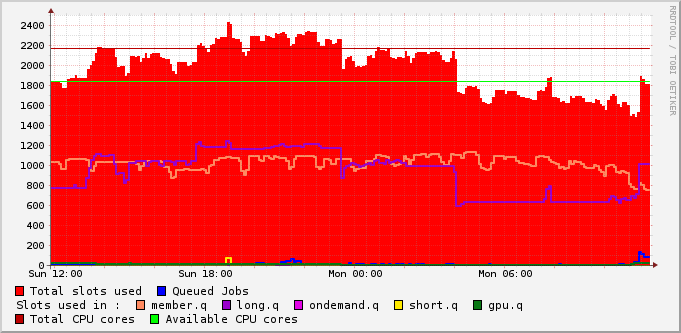 RRDTOOL / TOBI OETIKER
2400
2200
2000
1800
1600
1400
1200
1000
800
600
400
200
0
Sun 12:00 Sun 18:00 Mon 00:00 Mon 06:00
Total slots used Queued Jobs
Slots used in : member.q long.q ondemand.q short.q gpu.q
Total CPU cores Available CPU cores